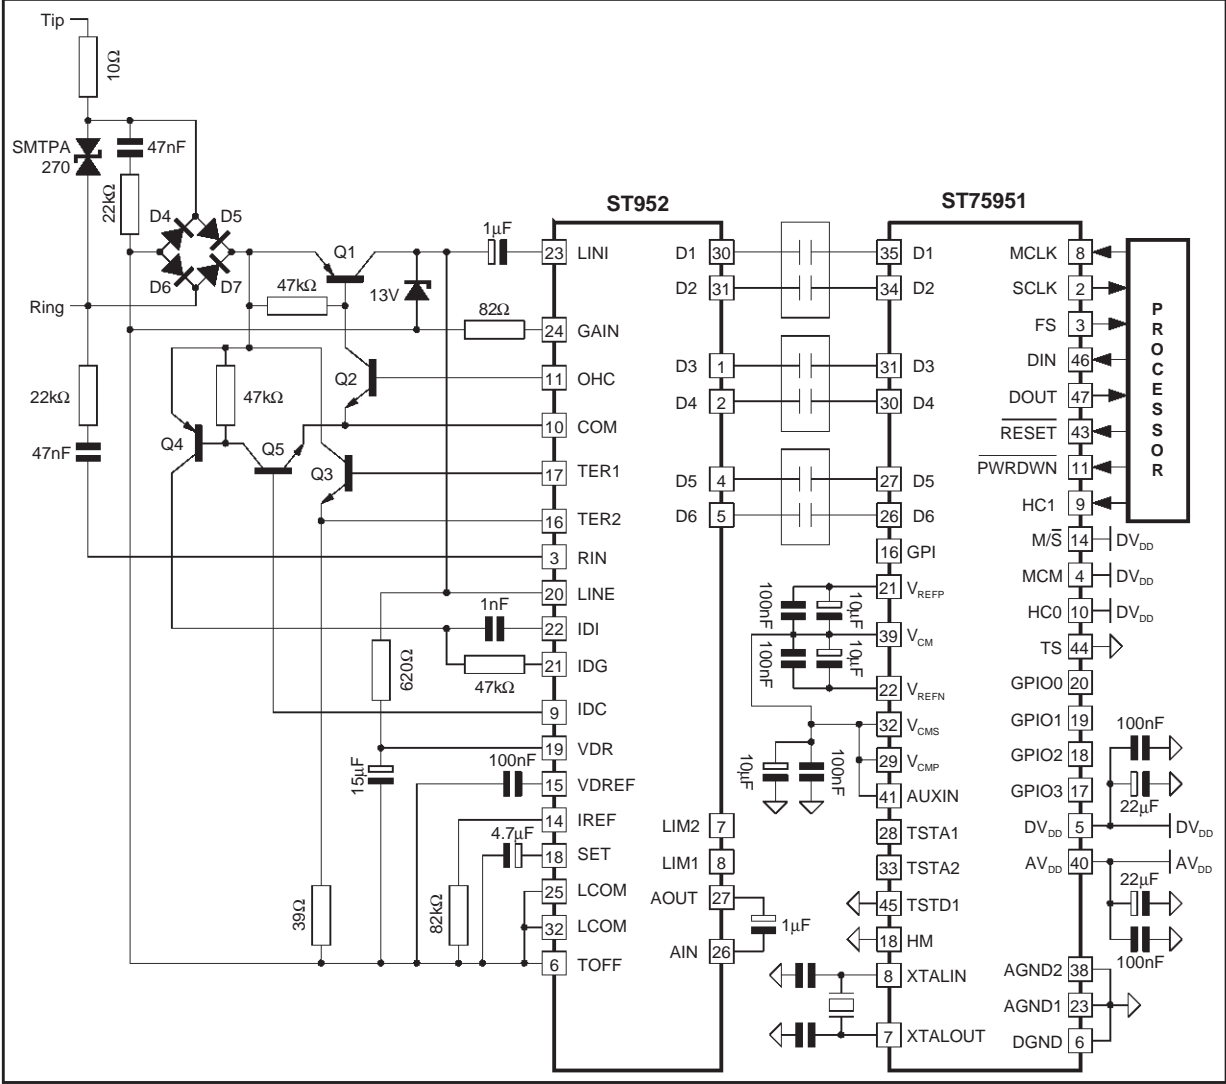 Tip
10Ω
SMTPA
270
47nF
22kΩ
D4
D5
D6
D7
Ring
22kΩ
47nF
Q1
47kΩ
13V
1µF
82Ω
Q2
47kΩ
Q4
Q5
Q3
1nF
620Ω
47kΩ
15µF
100nF
4.7µF
39Ω
82kΩ
ST952
23 LINI
24 GAIN
11 OHC
10 COM
17 TER1
16 TER2
3 RIN
20 LINE
22 IDI
21 IDG
9 IDC
19 VDR
15 VDREF
14 IREF
18 SET
25 LCOM
32 LCOM
6 TOFF
D1 30
D2 31
D3 1
D4 2
D5 4
D6 5
LIM2 7
LIM1 8
AOUT 27
AIN 26
1µF
100nF
10µF
100nF
10µF
10µF
100nF
ST75951
35 D1
34 D2
31 D3
30 D4
27 D5
26 D6
16 GPI
21 VREFP
39 VCM
22 VREFN
32 VCMS
29 VCMP
41 AUXIN
28 TSTA1
33 TSTA2
45 TSTD1
18 HM
8 XTALIN
7 XTALOUT
MCLK 8
SCLK 2
FS 3
DIN 46
DOUT 47
RESET 43
PWRDWN 11
HC1 9
M/S 14 DVDD
MCM 4 DVDD
HC0 10 DVDD
TS 44
GPIO0 20
GPIO1 19
GPIO2 18
GPIO3 17
DVDD 5 DVDD
AVDD 40 AVDD
AGND2 38
AGND1 23
DGND 6
100nF
22µF
22µF
100nF
PROCESSOR